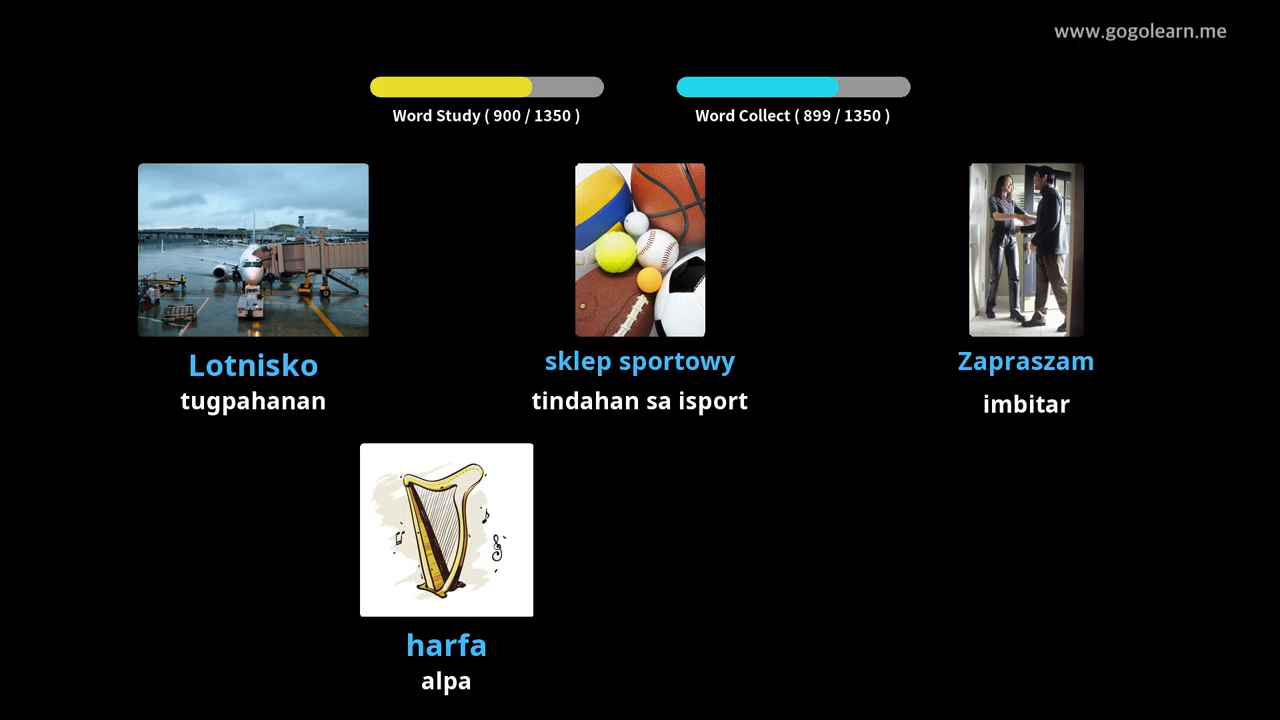 www.gogolearn.me
Word Study ( 900 / 1350 )
Word Collect ( 899 / 1350 )
Lotnisko
tugpahanan
sklep sportowy
tindahan sa isport
Zapraszam
imbitar
harfa
alpa